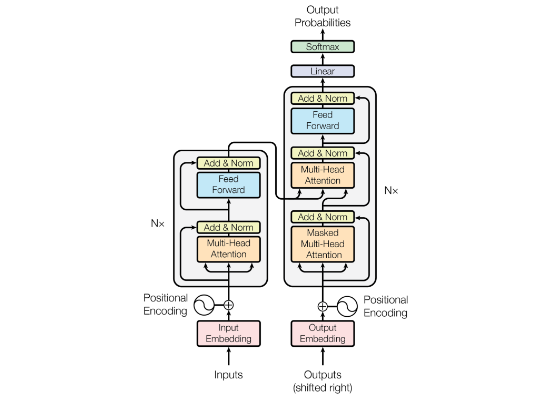 Output
Probabilities
Softmax
Linear
Add & Norm
Feed
Forward
Add & Norm
Multi-Head
Attention
Add & Norm
Masked
Multi-Head
Attention
N×
Add & Norm
Feed
Forward
Add & Norm
Multi-Head
Attention
N×
Positional
Encoding
Positional
Encoding
Input
Embedding
Output
Embedding
Inputs
Outputs
(shifted right)